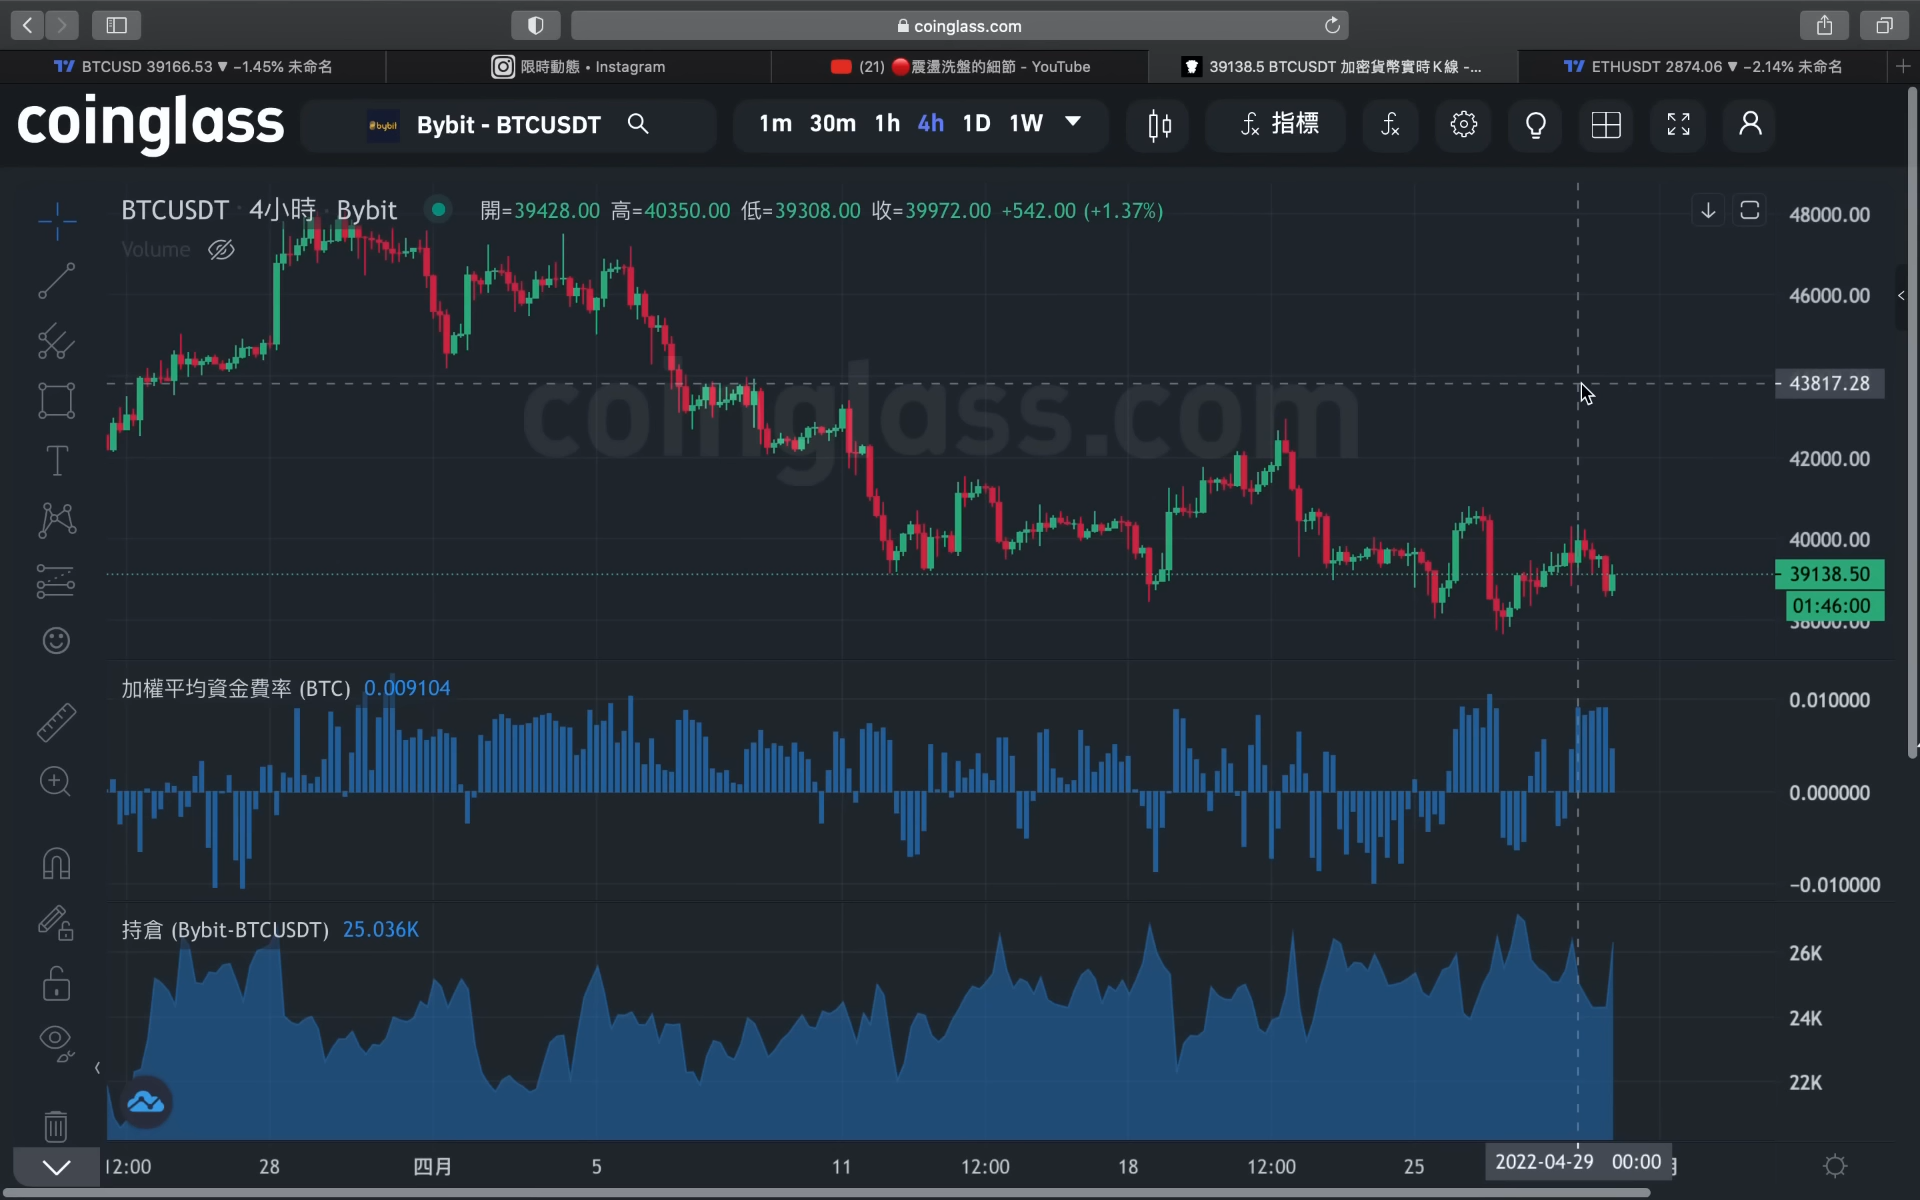 coinglass.com
BTCUSD 39166.53 ▼ −1.45% 未命名
限時動態 • Instagram
(21) 🔴震盪洗盤的細節 - YouTube
39138.5 BTCUSDT 加密貨幣實時K線 -...
ETHUSDT 2874.06 ▼ −2.14% 未命名
coinglass
bybit
Bybit - BTCUSDT
1m 30m 1h 4h 1D 1W
指標
BTCUSDT · 4小時 · Bybit
開=39428.00 高=40350.00 低=39308.00 收=39972.00 +542.00 (+1.37%)
Volume
48000.00
46000.00
43817.28
42000.00
40000.00
39138.50
01:46:00
38000.00
coinglass.com
加權平均資金費率 (BTC) 0.009104
0.010000
0.000000
−0.010000
持倉 (Bybit-BTCUSDT) 25.036K
26K
24K
22K
12:00 28 四月 5 11 12:00 18 12:00 25 2022-04-29 00:00